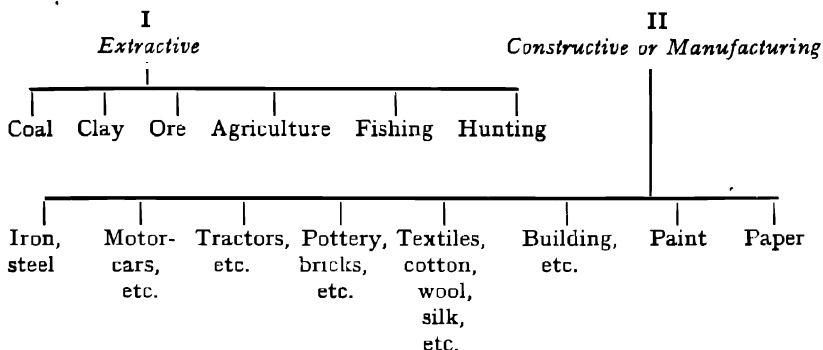 I II
Extractive Constructive or Manufacturing
Coal Clay Ore Agriculture Fishing Hunting
Iron, Motor- Tractors, Pottery, Textiles, Building, Paint Paper
steel cars, etc. bricks, cotton, etc.
etc. etc. wool,
silk,
etc.